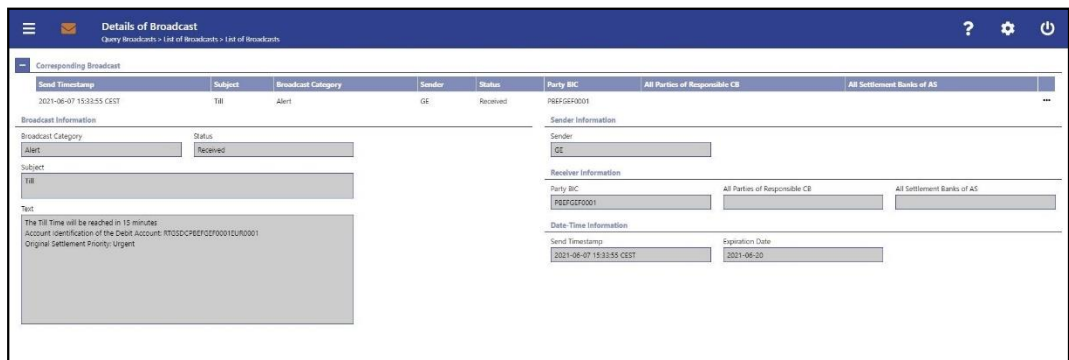 Details of Broadcast
Query Broadcasts > List of Broadcasts > List of Broadcasts
Corresponding Broadcast
Send Timestamp Subject Broadcast Category Sender Status Party BIC All Parties of Responsible CB All Settlement Banks of AS
2021-06-07 15:33:55 CEST Till Alert GE Received PBEFGEF0001
Broadcast Information
Broadcast Category Status
Alert Received
Subject
Till
Text
The Till Time will be reached in 15 minutes
Account Identification of the Debit Account: RTGSDCPBEFGEF0001EUR0001
Original Settlement Priority: Urgent
Sender Information
Sender
GE
Receiver Information
Party BIC All Parties of Responsible CB All Settlement Banks of AS
PBEFGEF0001
Date-Time Information
Send Timestamp Expiration Date
2021-06-07 15:33:55 CEST 2021-06-20